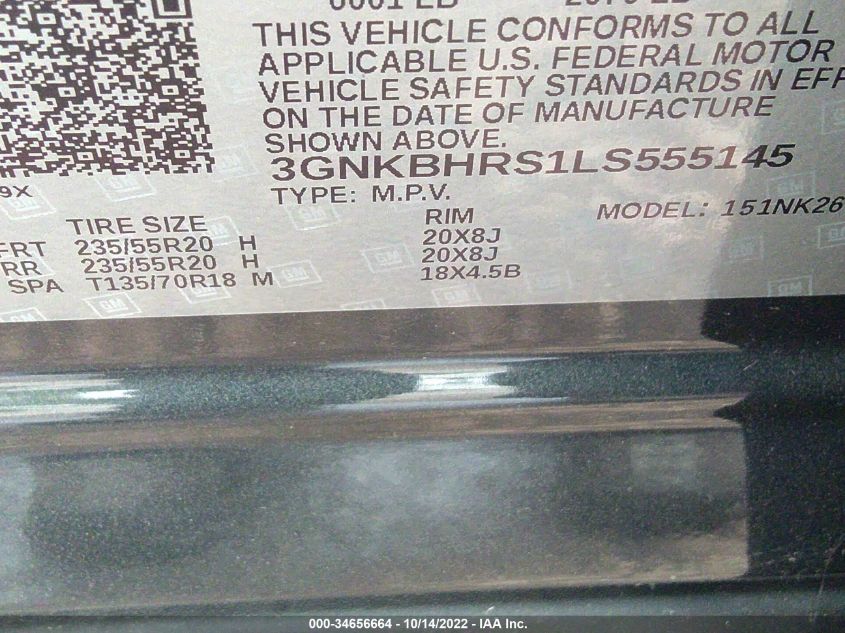 THIS VEHICLE CONFORMS TO ALL
APPLICABLE U.S. FEDERAL MOTOR
VEHICLE SAFETY STANDARDS IN EFF
ON THE DATE OF MANUFACTURE
SHOWN ABOVE.
3GNKBHRS1LS555145
9X
TYPE: M.P.V.
MODEL: 151NK26
TIRE SIZE RIM
FRT 235/55R20 H 20X8J
RR 235/55R20 H 20X8J
SPA T135/70R18 M 18X4.5B
GM
000-34656664 - 10/14/2022 - IAA Inc.